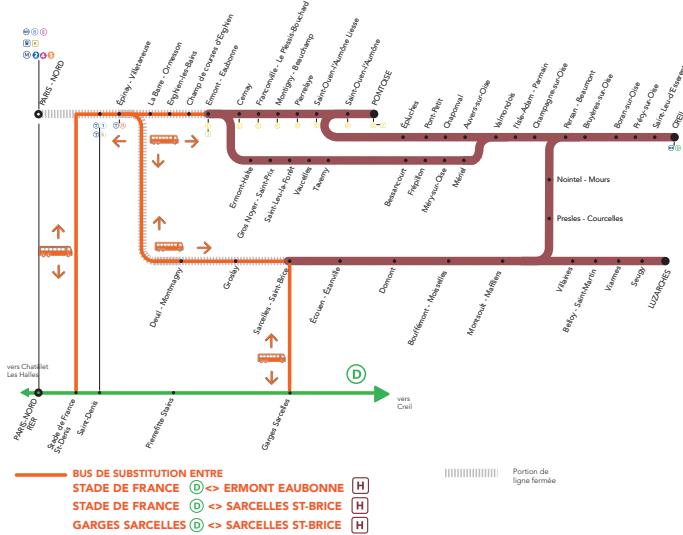 PARIS - NORD
Épinay - Villetaneuse
La Barre - Ormesson
Enghien-les-Bains
Champ de courses d'Enghien
Ermont - Eaubonne
Cernay
Franconville - Le Plessis-Bouchard
Montigny - Beauchamp
Pierrelaye
Saint-Ouen-l'Aumône Liesse
Saint-Ouen-l'Aumône
PONTOISE
Épluches
Pont-Petit
Chaponval
Auvers-sur-Oise
Valmondois
l'Isle-Adam - Parmain
Champagne-sur-Oise
Persan - Beaumont
Bruyères-sur-Oise
Boran-sur-Oise
Précy-sur-Oise
Saint-Leu-d'Esserent
CREIL
Ermont-Halte
Gros Noyer - Saint-Prix
Saint-Leu-la-Forêt
Vaucelles
Taverny
Bessancourt
Frépillon
Méry-sur-Oise
Mériel
Nointel - Mours
Presles - Courcelles
Deuil - Montmagny
Groslay
Sarcelles - Saint-Brice
Écouen - Ézanville
Domont
Bouffémont - Moisselles
Montsoult - Maffliers
Villaines
Belloy - Saint-Martin
Viarmes
Seugy
LUZARCHES
vers Chatêlet
Les Halles
D
vers
Creil
PARIS-NORD
RER
Stade de France
St-Denis
Saint-Denis
Pierrefitte Stains
Garges Sarcelles
BUS DE SUBSTITUTION ENTRE
STADE DE FRANCE D <> ERMONT EAUBONNE H
STADE DE FRANCE D <> SARCELLES ST-BRICE H
GARGES SARCELLES D <> SARCELLES ST-BRICE H
Portion de
ligne fermée